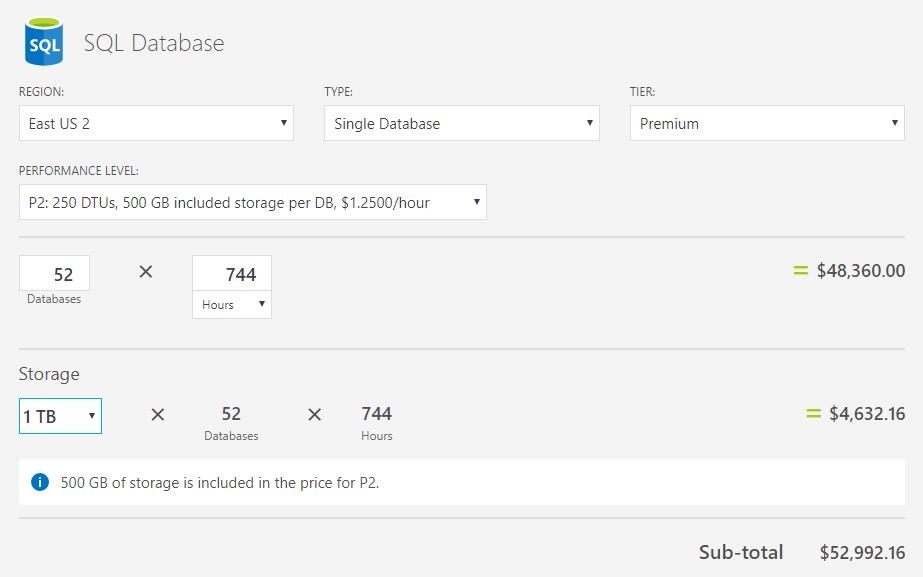 SQL SQL Database
REGION: TYPE: TIER:
East US 2 Single Database Premium
PERFORMANCE LEVEL:
P2: 250 DTUs, 500 GB included storage per DB, $1.2500/hour
52 × 744 = $48,360.00
Databases Hours
Storage
1 TB × 52 × 744 = $4,632.16
Databases Hours
500 GB of storage is included in the price for P2.
Sub-total $52,992.16